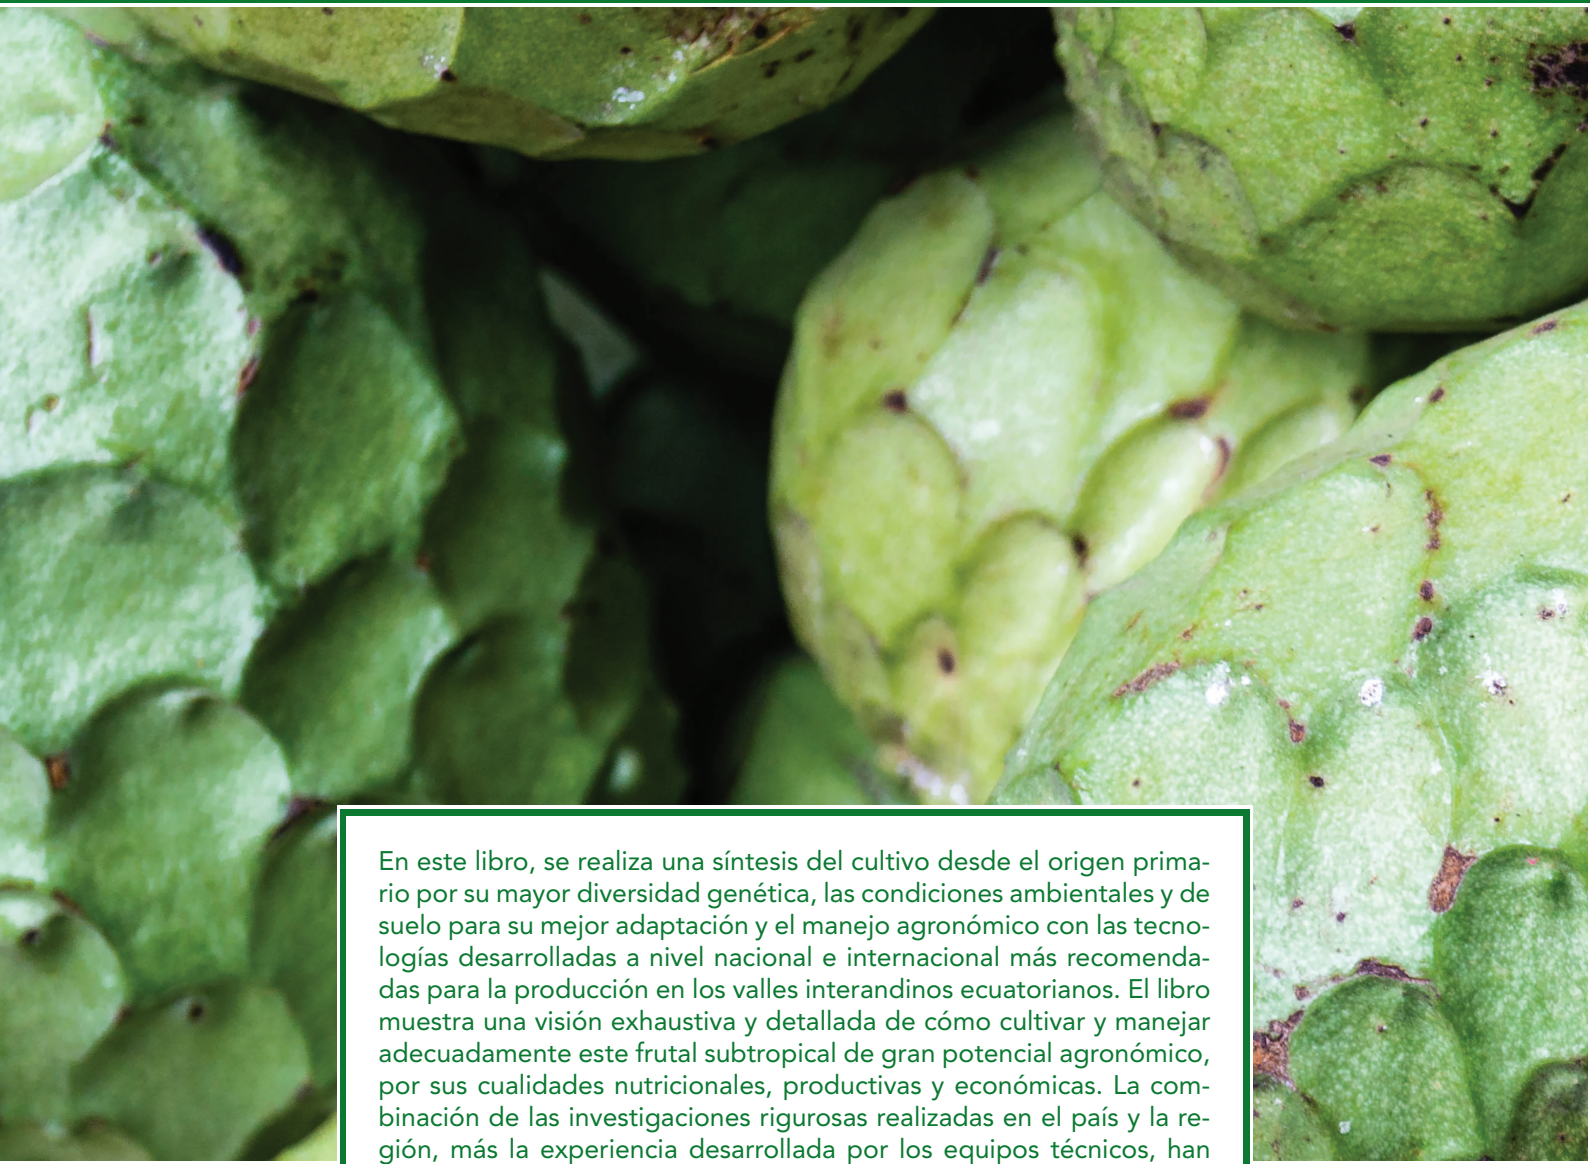 En este libro, se realiza una síntesis del cultivo desde el origen prima-
rio por su mayor diversidad genética, las condiciones ambientales y de
suelo para su mejor adaptación y el manejo agronómico con las tecno-
logías desarrolladas a nivel nacional e internacional más recomenda-
das para la producción en los valles interandinos ecuatorianos. El libro
muestra una visión exhaustiva y detallada de cómo cultivar y manejar
adecuadamente este frutal subtropical de gran potencial agronómico,
por sus cualidades nutricionales, productivas y económicas. La com-
binación de las investigaciones rigurosas realizadas en el país y la re-
gión, más la experiencia desarrollada por los equipos técnicos, han